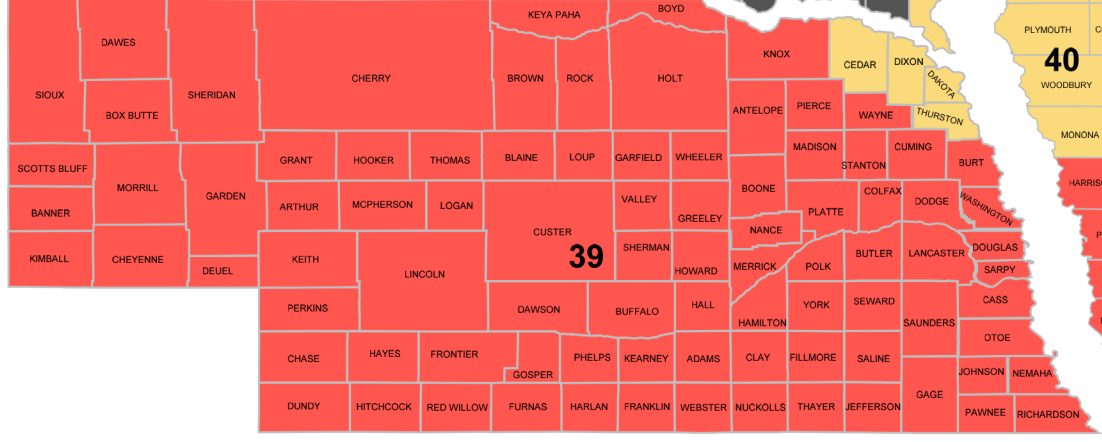 KEYA PAHA
BOYD
DAWES
CHERRY
BROWN
ROCK
HOLT
KNOX
CEDAR
DIXON
DAKOTA
PLYMOUTH
40
WOODBURY
SIOUX
BOX BUTTE
SHERIDAN
ANTELOPE
PIERCE
WAYNE
THURSTON
MONONA
SCOTTS BLUFF
MORRILL
GARDEN
GRANT
HOOKER
THOMAS
BLAINE
LOUP
GARFIELD
WHEELER
MADISON
STANTON
CUMING
BURT
BANNER
ARTHUR
MCPHERSON
LOGAN
CUSTER
39
VALLEY
GREELEY
BOONE
PLATTE
COLFAX
DODGE
WASHINGTON
KIMBALL
CHEYENNE
DEUEL
KEITH
LINCOLN
SHERMAN
HOWARD
NANCE
MERRICK
POLK
BUTLER
LANCASTER
DOUGLAS
SARPY
PERKINS
DAWSON
BUFFALO
HALL
HAMILTON
YORK
SEWARD
SAUNDERS
CASS
OTOE
CHASE
HAYES
FRONTIER
GOSPER
PHELPS
KEARNEY
ADAMS
CLAY
FILLMORE
SALINE
JOHNSON
NEMAHA
DUNDY
HITCHCOCK
RED WILLOW
FURNAS
HARLAN
FRANKLIN
WEBSTER
NUCKOLLS
THAYER
JEFFERSON
GAGE
PAWNEE
RICHARDSON